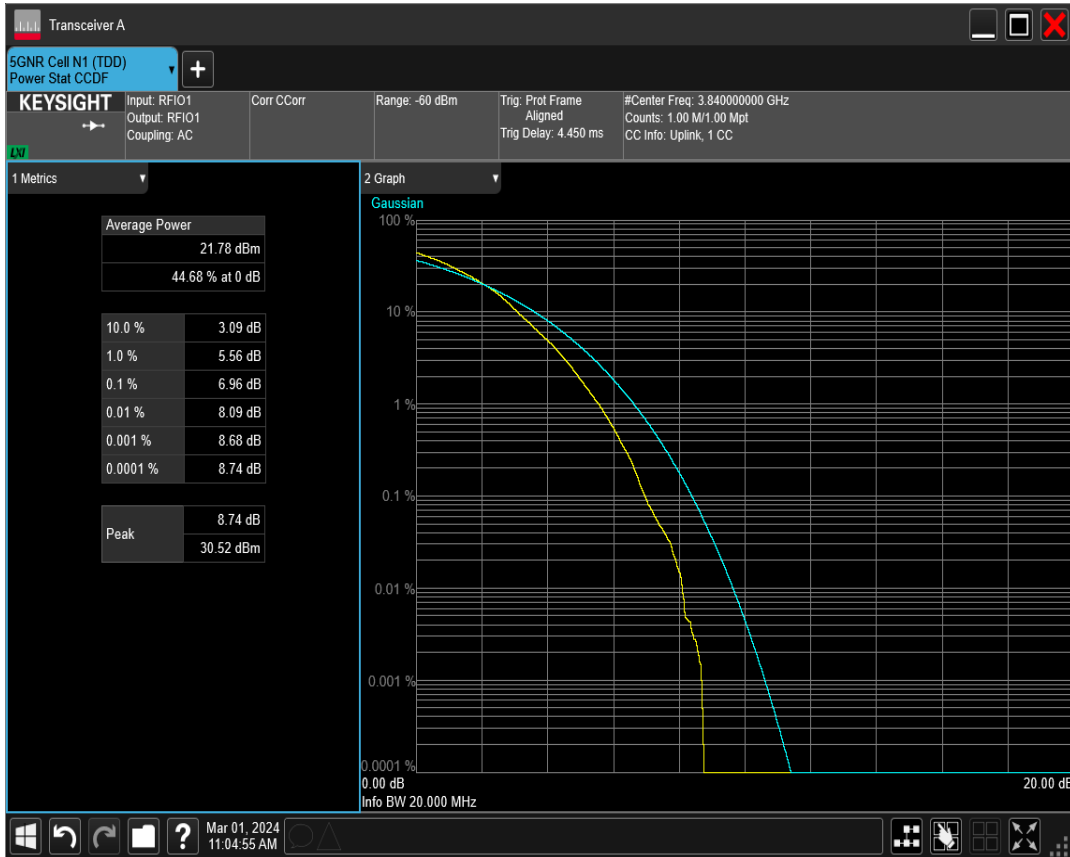 Transceiver A
5GNR Cell N1 (TDD)
Power Stat CCDF
+
KEYSIGHT
LXI
Input: RFIO1
Output: RFIO1
Coupling: AC
Corr CCorr
Range: -60 dBm
Trig: Prot Frame
Aligned
Trig Delay: 4.450 ms
#Center Freq: 3.840000000 GHz
Counts: 1.00 M/1.00 Mpt
CC Info: Uplink, 1 CC
1 Metrics
Average Power
21.78 dBm
44.68 % at 0 dB
10.0 % 3.09 dB
1.0 % 5.56 dB
0.1 % 6.96 dB
0.01 % 8.09 dB
0.001 % 8.68 dB
0.0001 % 8.74 dB
Peak
8.74 dB
30.52 dBm
2 Graph
Gaussian
100 %
10 %
1 %
0.1 %
0.01 %
0.001 %
0.0001 %
0.00 dB 20.00 dB
Info BW 20.000 MHz
?
Mar 01, 2024
11:04:55 AM